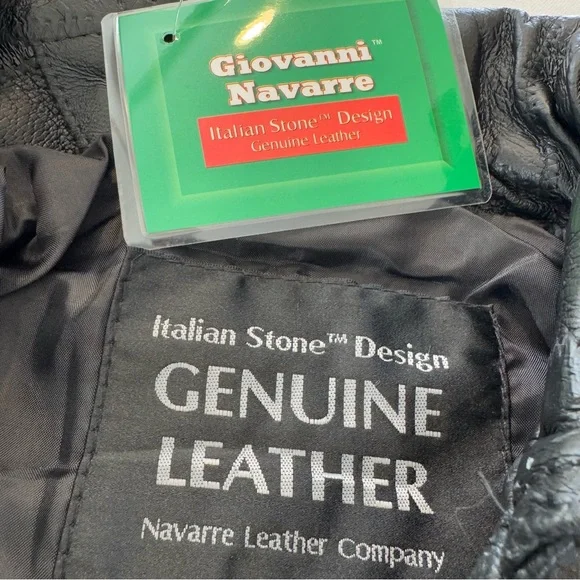 Giovanni™
Navarre
Italian Stone™ Design
Genuine Leather
Italian Stone™ Design
GENUINE
LEATHER
Navarre Leather Company